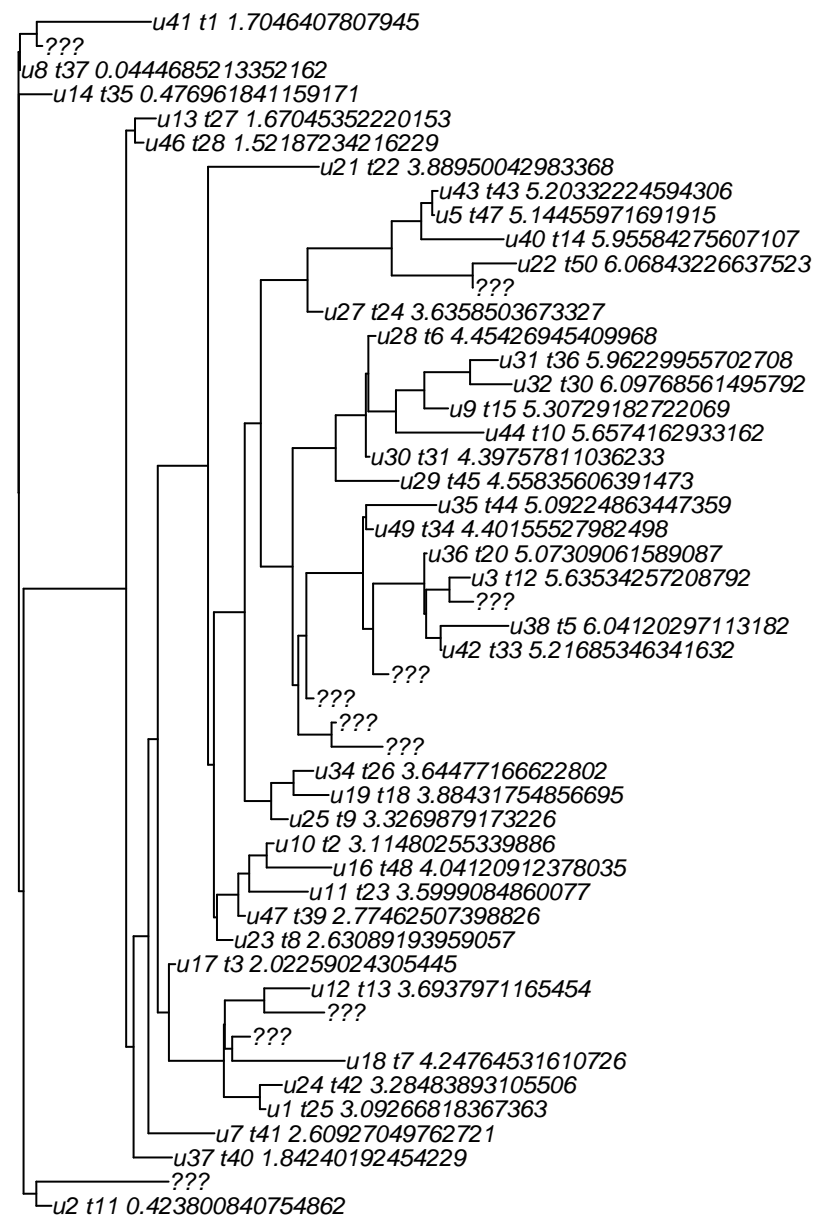 u41 t1 1.7046407807945
???
u8 t37 0.0444685213352162
u14 t35 0.476961841159171
u13 t27 1.67045352220153
u46 t28 1.52187234216229
u21 t22 3.88950042983368
u43 t43 5.20332224594306
u5 t47 5.14455971691915
u40 t14 5.95584275607107
u22 t50 6.06843226637523
???
u27 t24 3.6358503673327
u28 t6 4.45426945409968
u31 t36 5.96229955702708
u32 t30 6.09768561495792
u9 t15 5.30729182722069
u44 t10 5.6574162933162
u30 t31 4.39757811036233
u29 t45 4.55835606391473
u35 t44 5.09224863447359
u49 t34 4.40155527982498
u36 t20 5.07309061589087
u3 t12 5.63534257208792
???
u38 t5 6.04120297113182
u42 t33 5.21685346341632
???
???
???
???
u34 t26 3.64477166622802
u19 t18 3.88431754856695
u25 t9 3.3269879173226
u10 t2 3.11480255339886
u16 t48 4.04120912378035
u11 t23 3.5999084860077
u47 t39 2.77462507398826
u23 t8 2.63089193959057
u17 t3 2.02259024305445
u12 t13 3.6937971165454
???
???
u18 t7 4.24764531610726
u24 t42 3.28483893105506
u1 t25 3.09266818367363
u7 t41 2.60927049762721
u37 t40 1.84240192454229
???
u2 t11 0.423800840754862